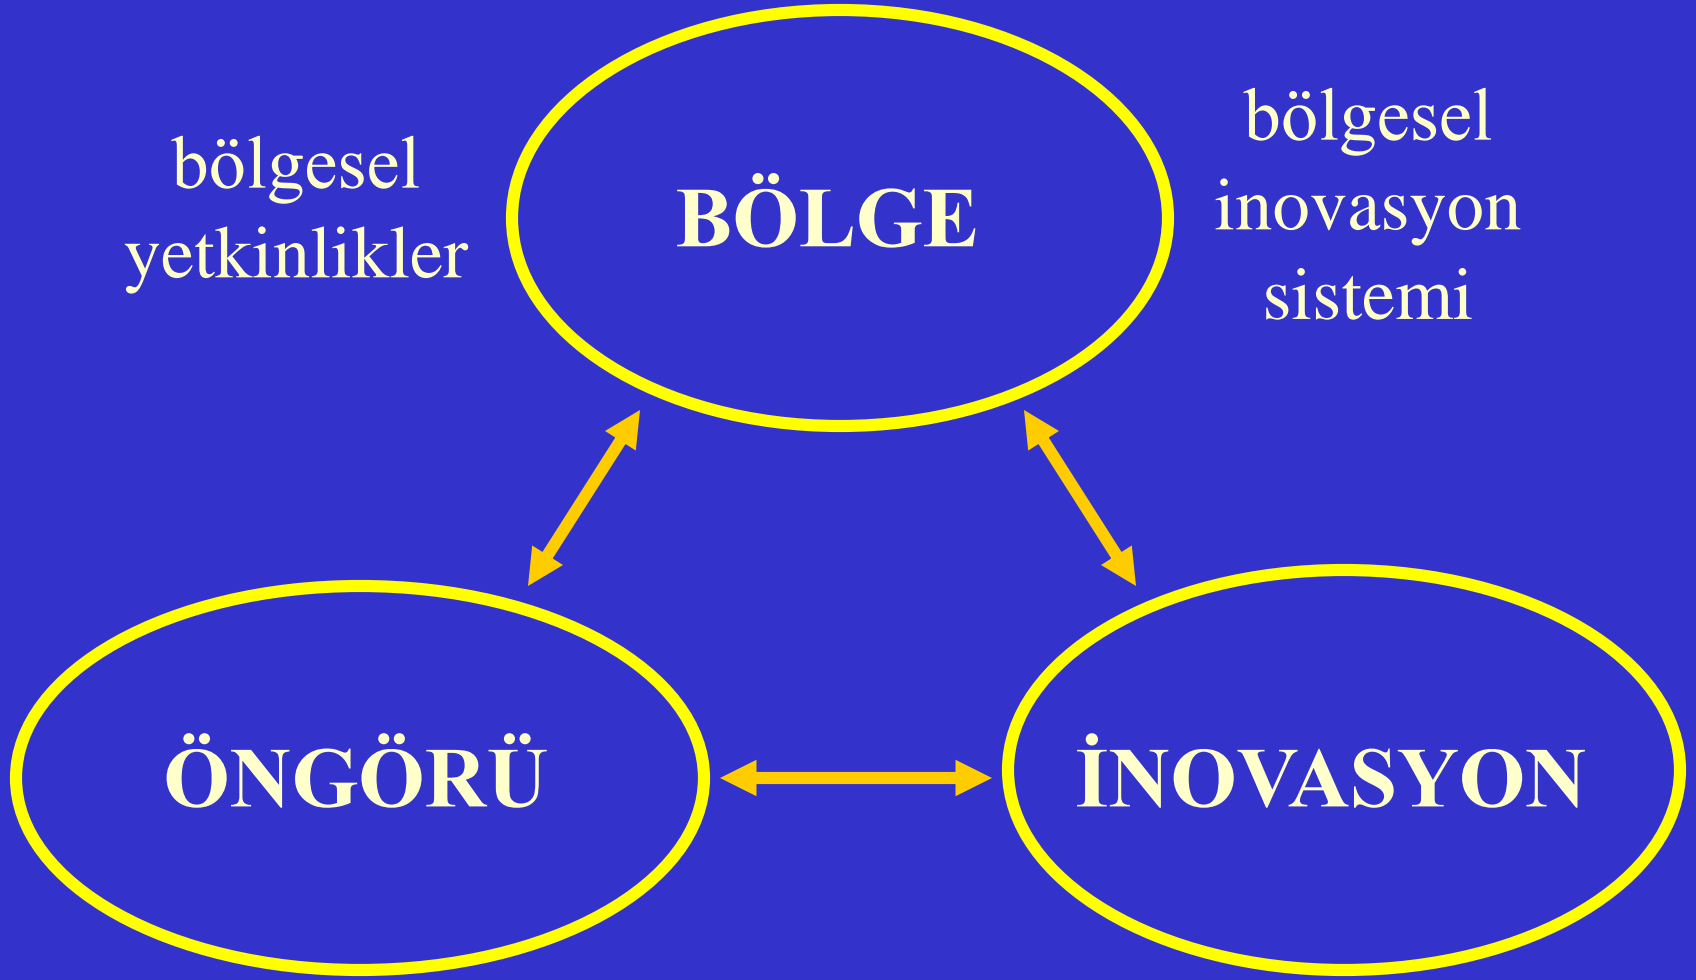 bölgesel
yetkinlikler
BÖLGE
bölgesel
inovasyon
sistemi
ÖNGÖRÜ
İNOVASYON